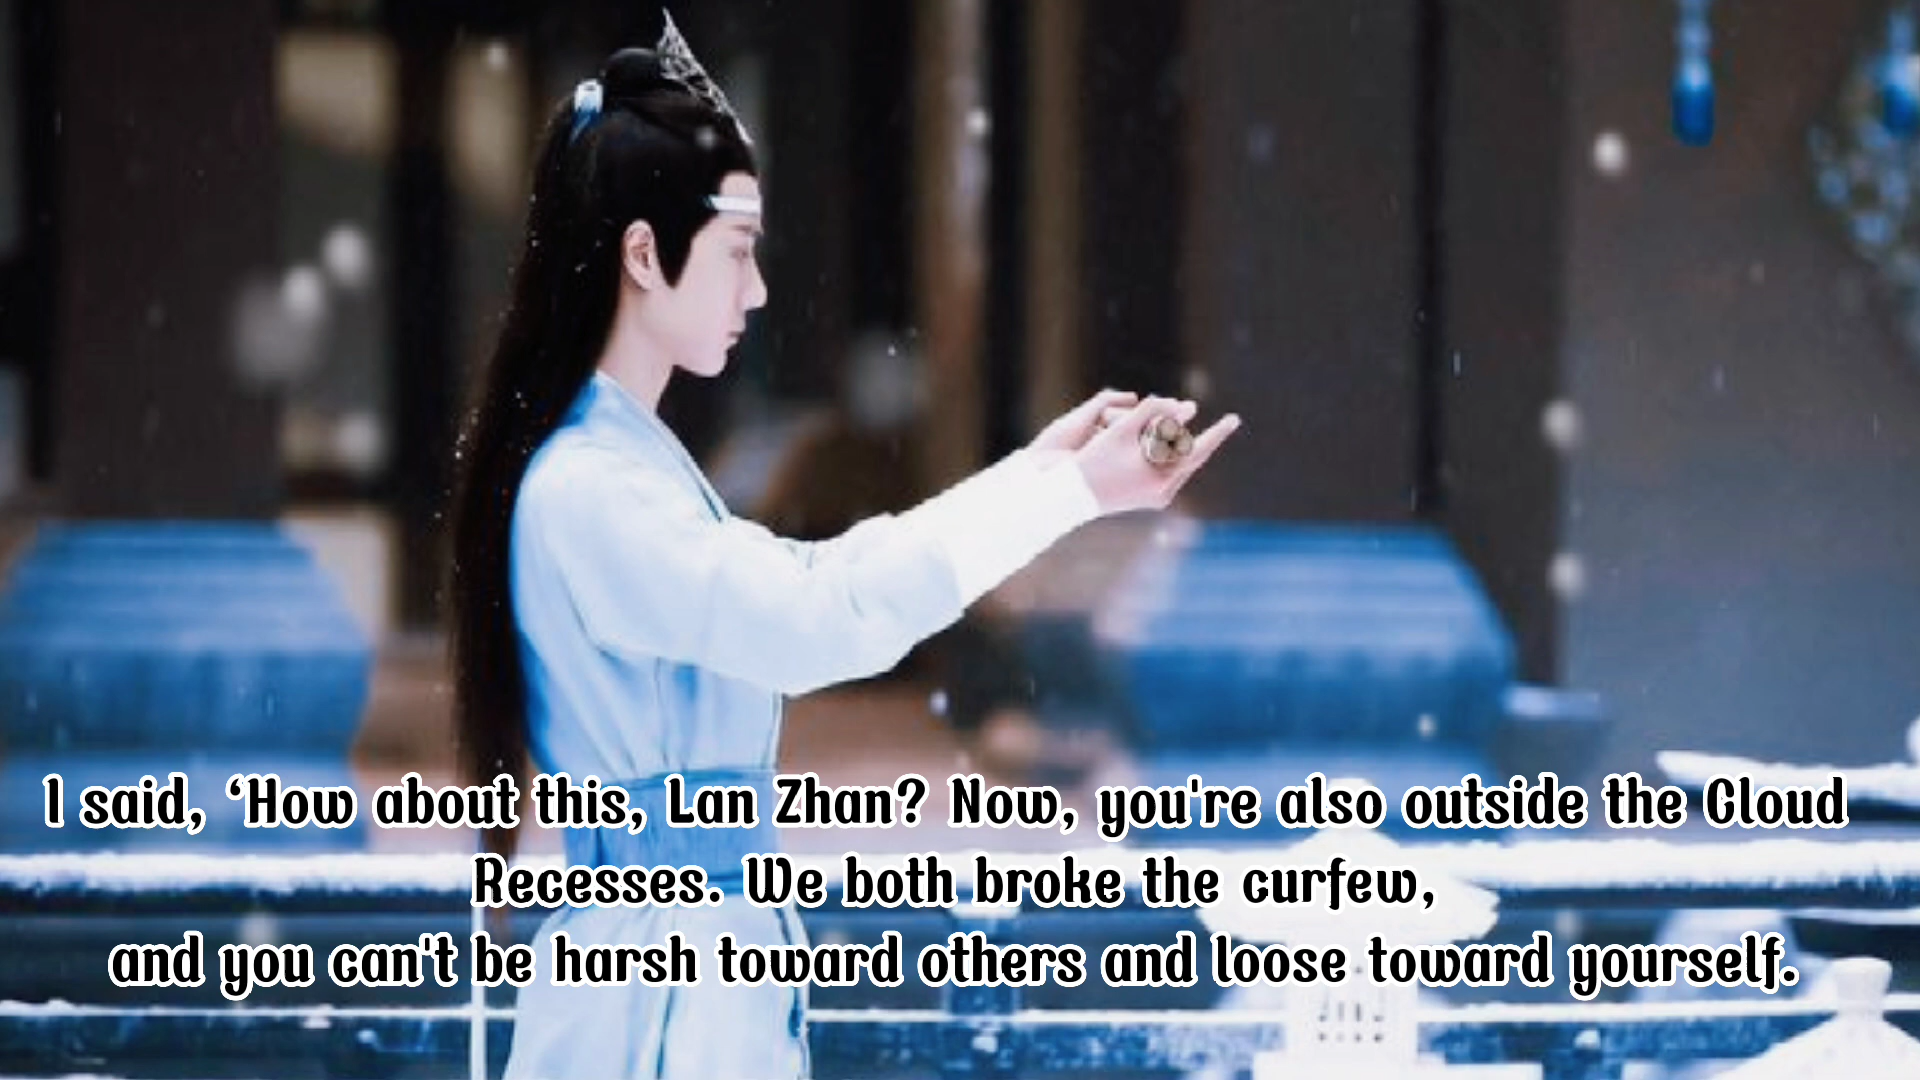 I said, ‘How about this, Lan Zhan? Now, you're also outside the Cloud
Recesses. We both broke the curfew,
and you can't be harsh toward others and loose toward yourself.